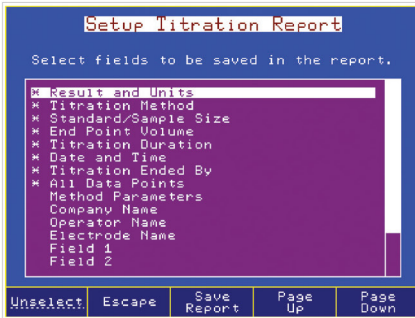 Setup Titration Report
Select fields to be saved in the report.
* Result and Units
* Titration Method
* Standard/Sample Size
* End Point Volume
* Titration Duration
* Date and Time
* Titration Ended By
* All Data Points
Method Parameters
Company Name
Operator Name
Electrode Name
Field 1
Field 2
Unselect Escape Save Report Page Up Page Down